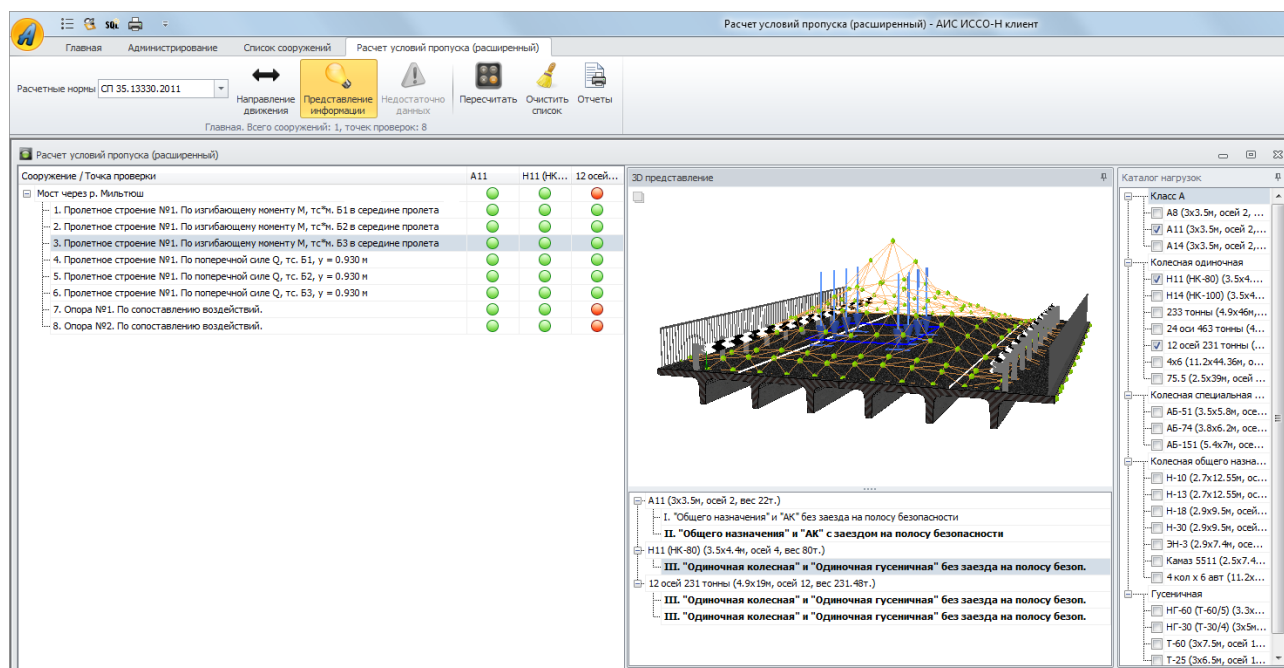 Расчет условий пропуска (расширенный) - АИС ИССО-Н клиент
SQL
Главная Администрирование Список сооружений Расчет условий пропуска (расширенный)
Расчетные нормы СП 35.13330.2011
Направление движения
Представление информации
Недостаточно данных
Пересчитать
Очистить список
Отчеты
Главная. Всего сооружений: 1, точек проверок: 8
Расчет условий пропуска (расширенный)
Сооружение / Точка проверки А11 Н11 (НК... 12 осей...
Мост через р. Мильтюш
1. Пролетное строение №1. По изгибающему моменту М, тс*м. Б1 в середине пролета
2. Пролетное строение №1. По изгибающему моменту М, тс*м. Б2 в середине пролета
3. Пролетное строение №1. По изгибающему моменту М, тс*м. Б3 в середине пролета
4. Пролетное строение №1. По поперечной силе Q, тс. Б1, y = 0.930 м
5. Пролетное строение №1. По поперечной силе Q, тс. Б2, y = 0.930 м
6. Пролетное строение №1. По поперечной силе Q, тс. Б3, y = 0.930 м
7. Опора №1. По сопоставлению воздействий.
8. Опора №2. По сопоставлению воздействий.
3D представление
А11 (3х3.5м, осей 2, вес 22т.)
I. "Общего назначения" и "АК" без заезда на полосу безопасности
II. "Общего назначения" и "АК" с заездом на полосу безопасности
Н11 (НК-80) (3.5х4.4м, осей 4, вес 80т.)
III. "Одиночная колесная" и "Одиночная гусеничная" без заезда на полосу безоп.
12 осей 231 тонны (4.9х19м, осей 12, вес 231.48т.)
III. "Одиночная колесная" и "Одиночная гусеничная" без заезда на полосу безоп.
III. "Одиночная колесная" и "Одиночная гусеничная" без заезда на полосу безоп.
Каталог нагрузок
Класс А
А8 (3х3.5м, осей 2, ...
А11 (3х3.5м, осей 2,...
А14 (3х3.5м, осей 2,...
Колесная одиночная
Н11 (НК-80) (3.5х4....
Н14 (НК-100) (3.5х4...
233 тонны (4.9х46м,...
24 оси 463 тонны (4...
12 осей 231 тонны (...
4х6 (11.2х44.36м, о...
75.5 (2.5х39м, осей ...
Колесная специальная ...
АБ-51 (3.5х5.8м, осе...
АБ-74 (3.8х6.2м, осе...
АБ-151 (5.4х7м, осе...
Колесная общего назна...
Н-10 (2.7х12.55м, ос...
Н-13 (2.7х12.55м, ос...
Н-18 (2.9х9.5м, осей...
Н-30 (2.9х9.5м, осей...
ЭН-3 (2.9х7.4м, осе...
Камаз 5511 (2.5х7.4...
4 кол х 6 авт (11.2х...
Гусеничная
НГ-60 (Т-60/5) (3.3х...
НГ-30 (Т-30/4) (3х5м...
Т-60 (3х7.5м, осей 1...
Т-25 (3х6.5м, осей 1...